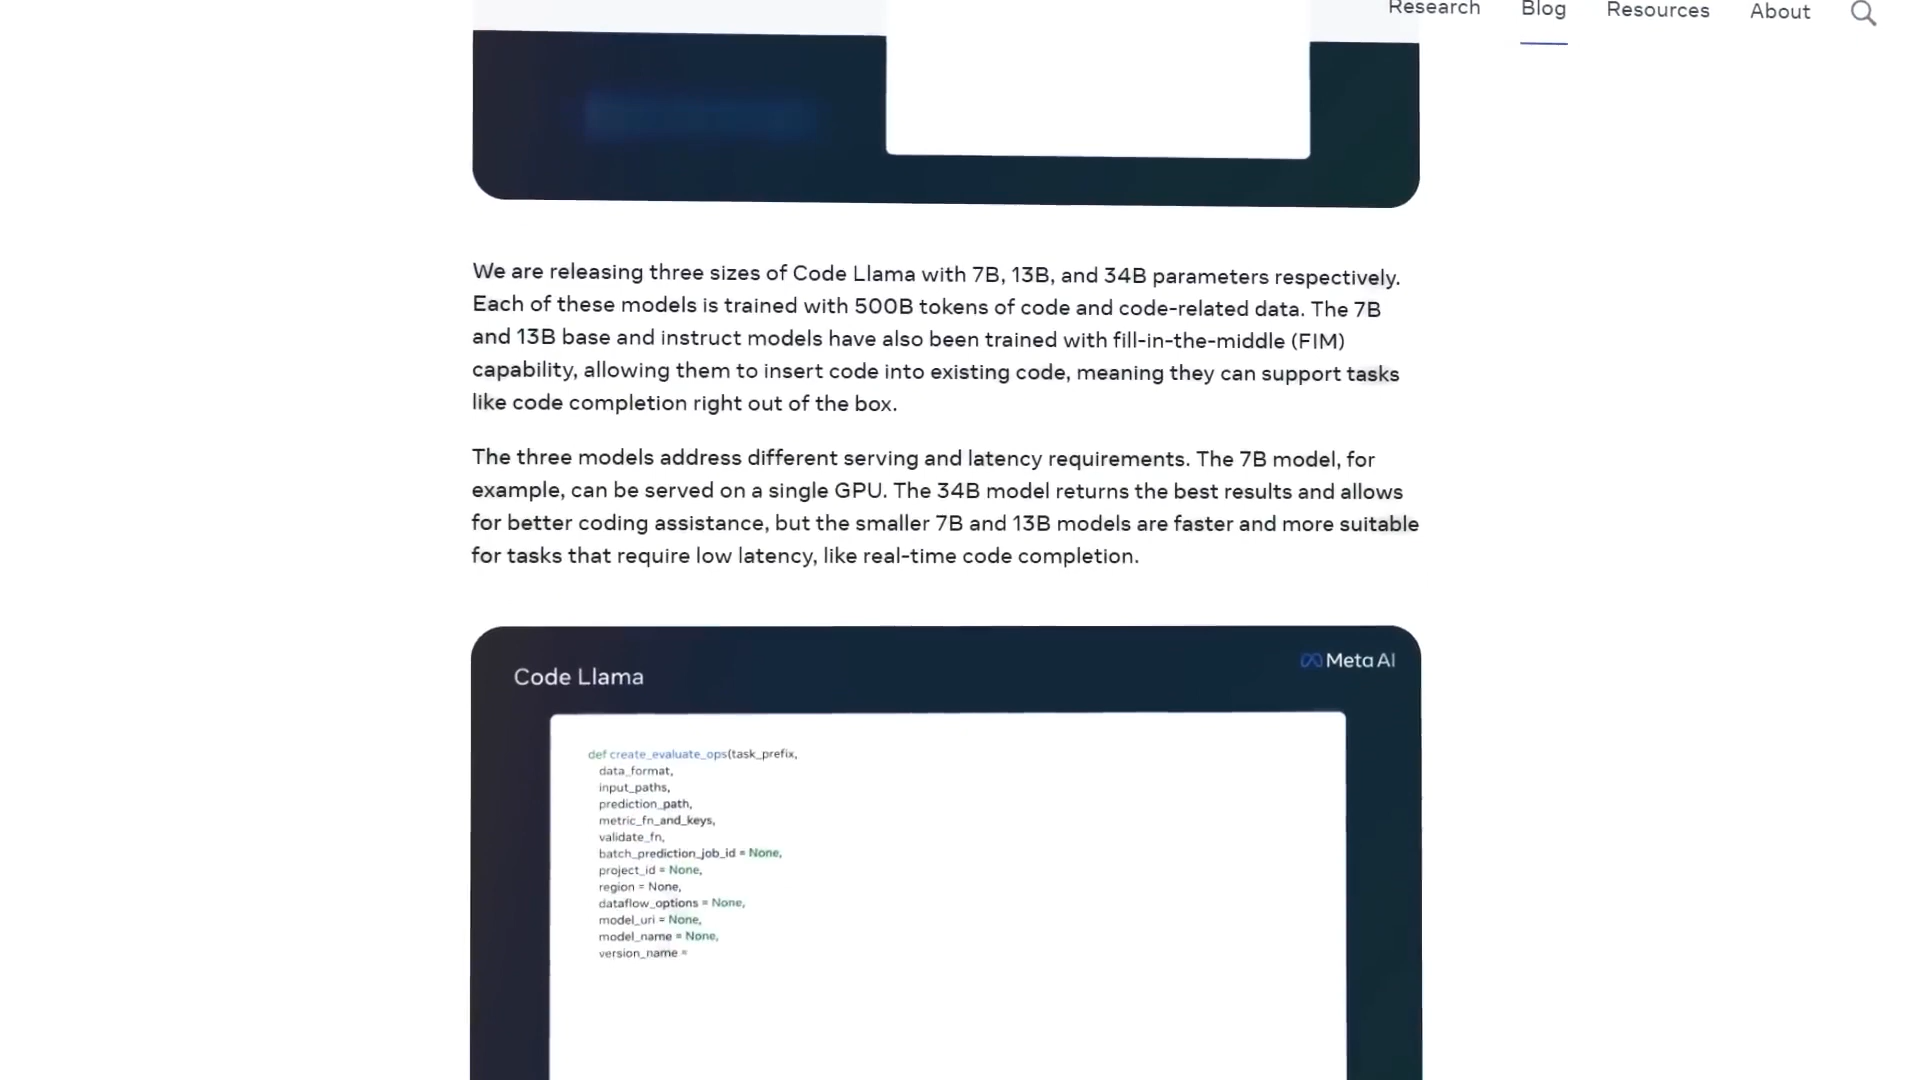 Research Blog Resources About
We are releasing three sizes of Code Llama with 7B, 13B, and 34B parameters respectively.
Each of these models is trained with 500B tokens of code and code-related data. The 7B
and 13B base and instruct models have also been trained with fill-in-the-middle (FIM)
capability, allowing them to insert code into existing code, meaning they can support tasks
like code completion right out of the box.
The three models address different serving and latency requirements. The 7B model, for
example, can be served on a single GPU. The 34B model returns the best results and allows
for better coding assistance, but the smaller 7B and 13B models are faster and more suitable
for tasks that require low latency, like real-time code completion.
Code Llama
Meta AI
def create_evaluate_ops(task_prefix,
data_format,
input_paths,
prediction_path,
metric_fn_and_keys,
validate_fn,
batch_prediction_job_id = None,
project_id = None,
region = None,
dataflow_options = None,
model_uri = None,
model_name = None,
version_name =